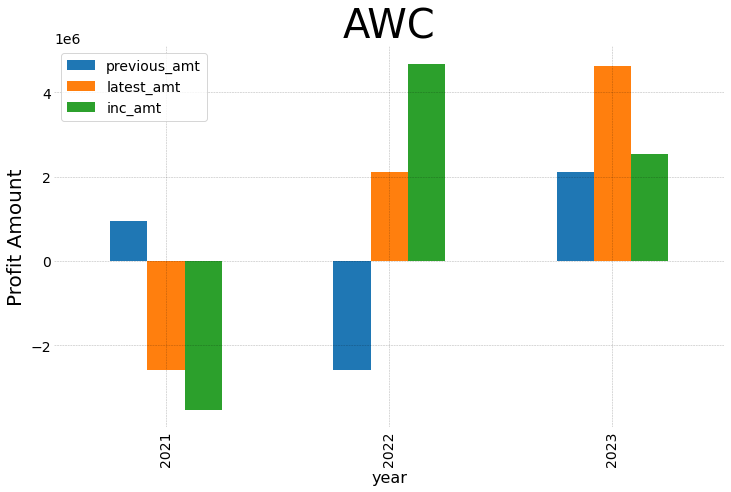 AWC
1e6
previous_amt
latest_amt
inc_amt
4
2
0
−2
Profit Amount
2021
2022
2023
year